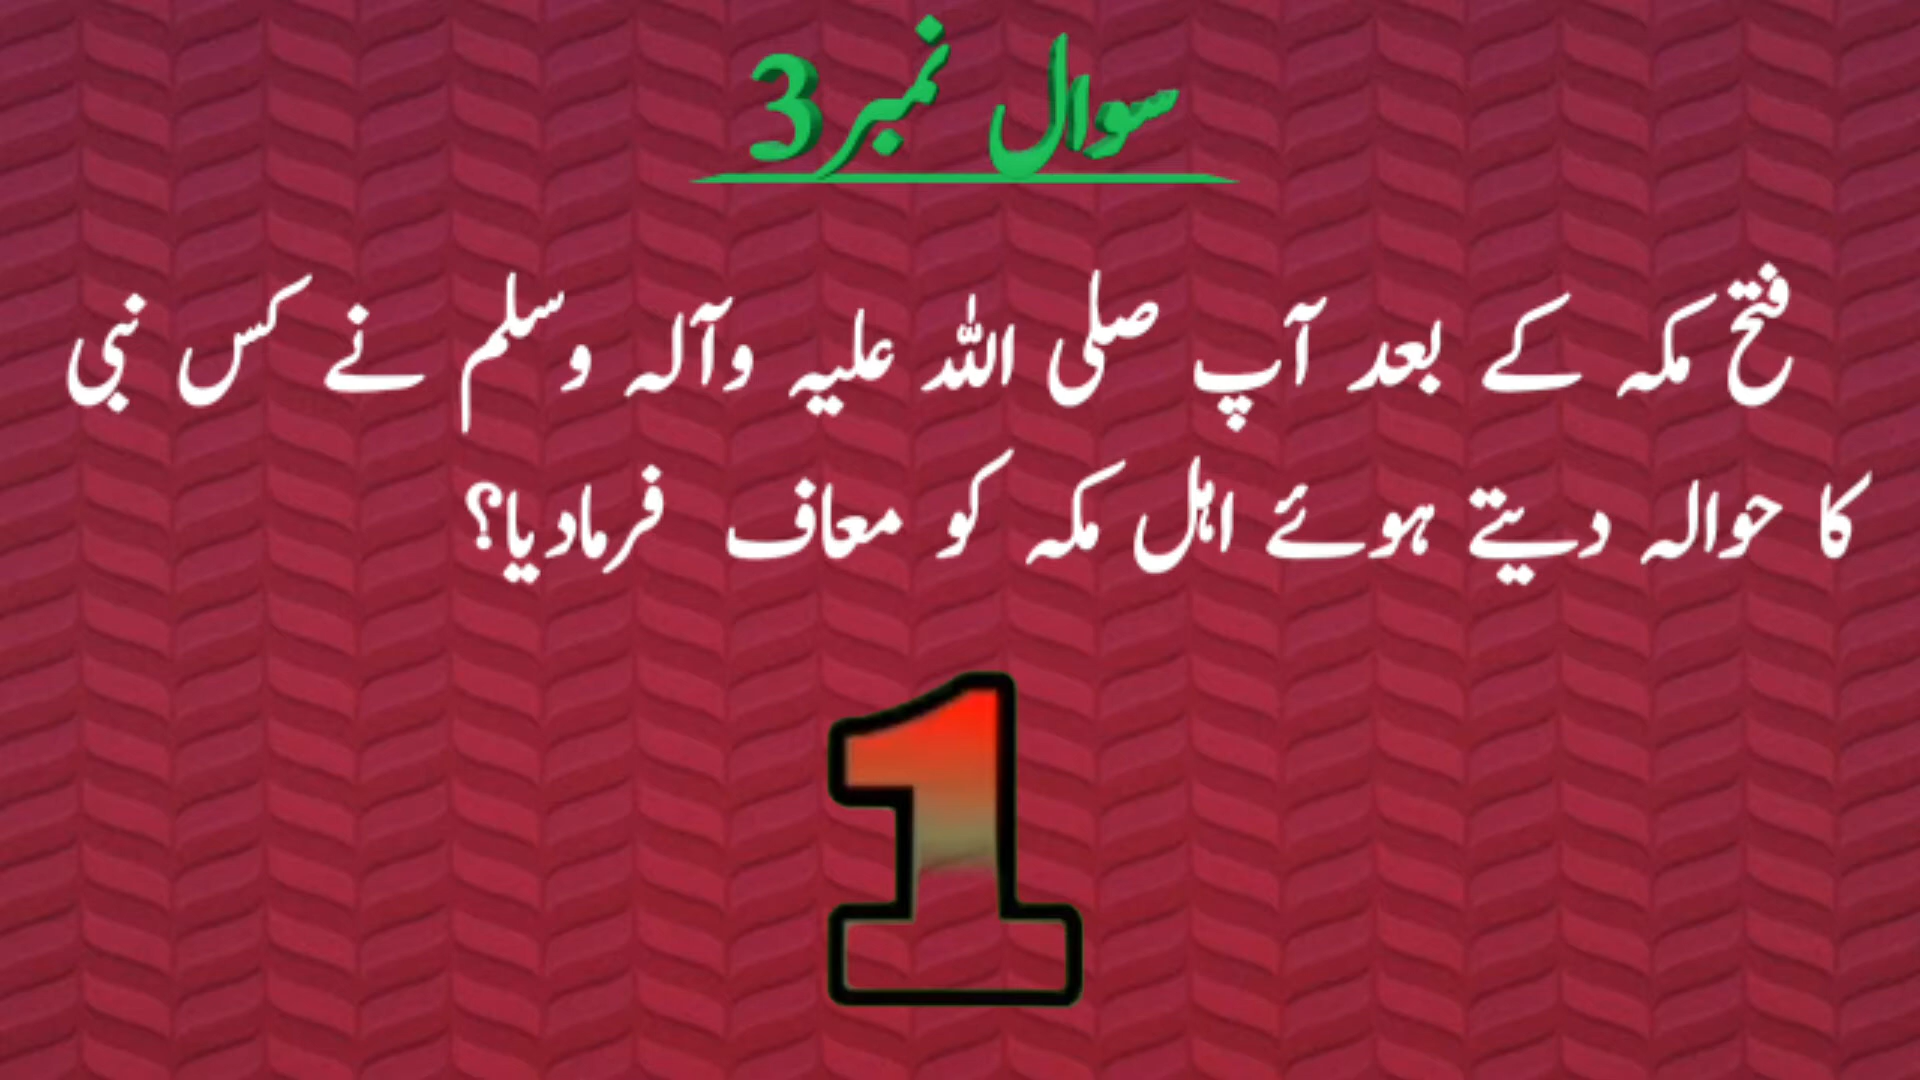 سوال نمبر3
فتح مکہ کے بعد آپ صلی اللہ علیہ وآلہ وسلم نے کس نبی
کا حوالہ دیتے ہوئے اہل مکہ کو معاف فرمادیا؟
1